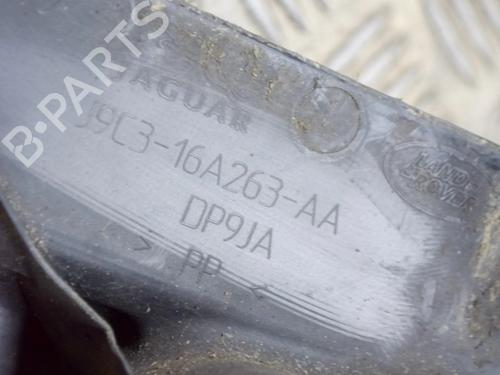 B-PARTS
JAGUAR
J9C3-16A263-AA
LAND
ROVER
DP9JA
> PP <